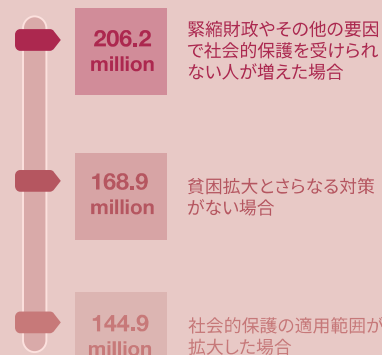 206.2
million
緊縮財政やその他の要因
で社会的保護を受けられ
ない人が増えた場合
168.9
million
貧困拡大とさらなる対策
がない場合
144.9
million
社会的保護の適用範囲が
拡大した場合